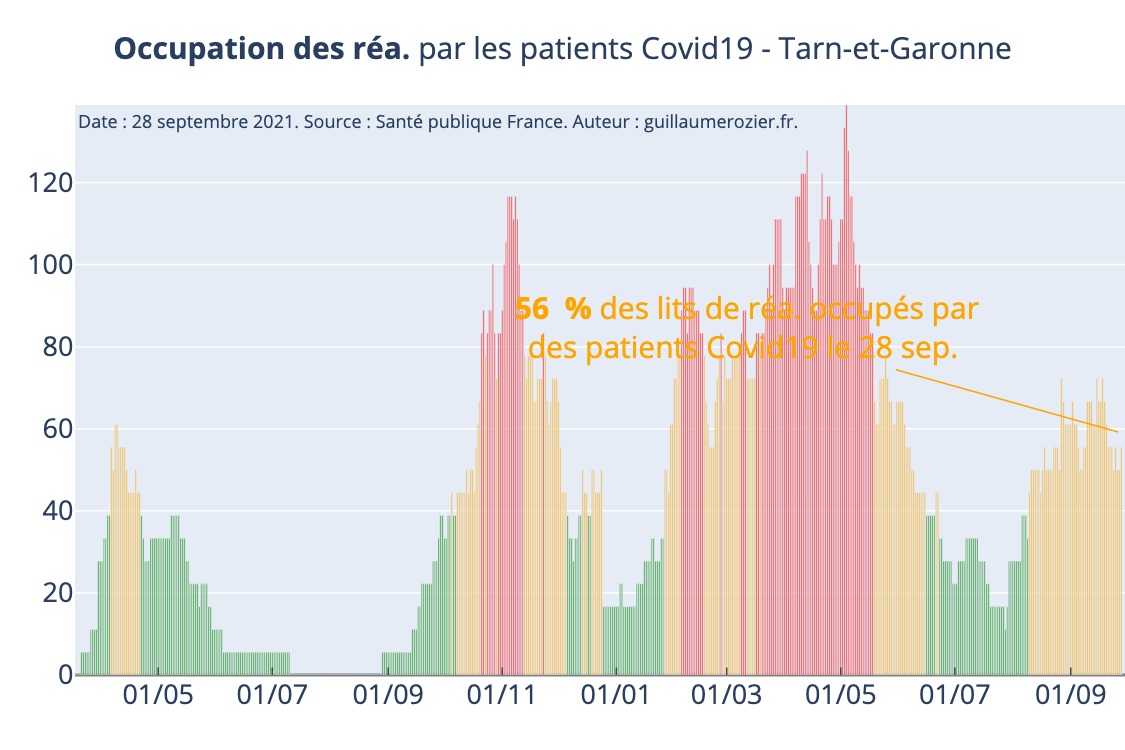 Occupation des réa. par les patients Covid19 - Tarn-et-Garonne
Date : 28 septembre 2021. Source : Santé publique France. Auteur : guillaumerozier.fr.
120
100
56 % des lits de réa. occupés par
des patients Covid19 le 28 sep.
80
60
40
20
0
01/05 01/07 01/09 01/11 01/01 01/03 01/05 01/07 01/09